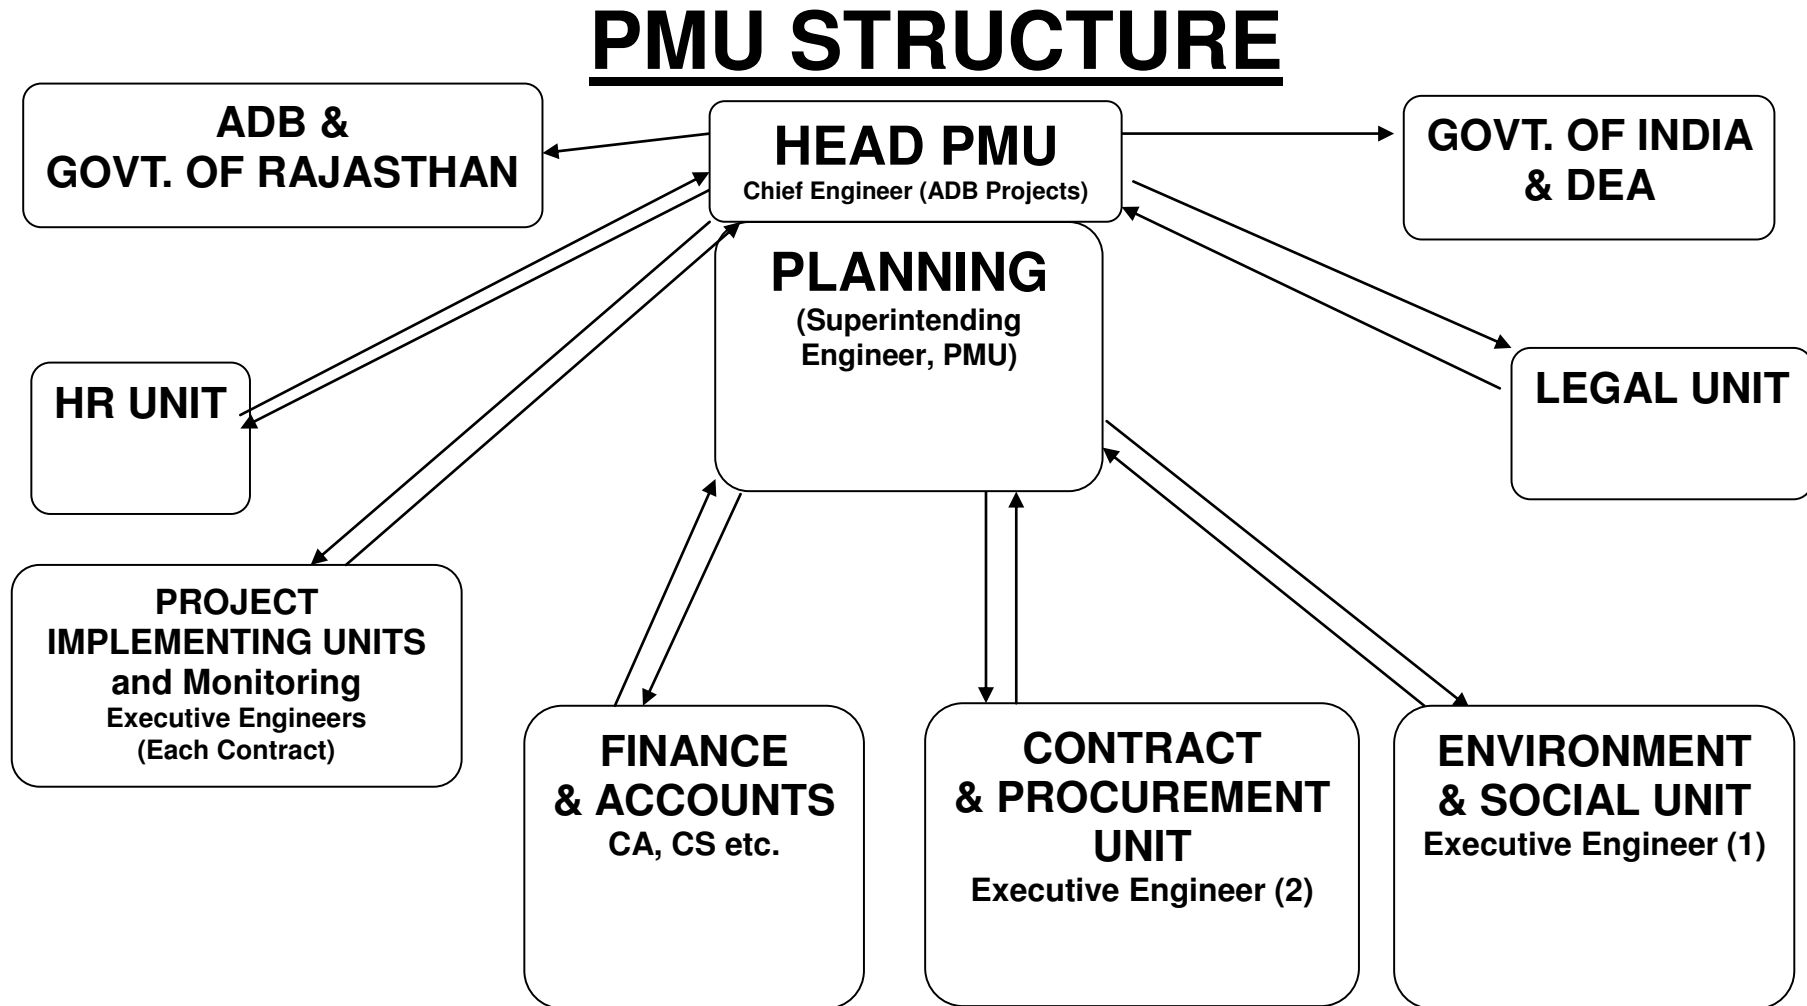 PMU STRUCTURE
ADB &
GOVT. OF RAJASTHAN
HEAD PMU
Chief Engineer (ADB Projects)
GOVT. OF INDIA
& DEA
PLANNING
(Superintending
Engineer, PMU)
HR UNIT
LEGAL UNIT
PROJECT
IMPLEMENTING UNITS
and Monitoring
Executive Engineers
(Each Contract)
FINANCE
& ACCOUNTS
CA, CS etc.
CONTRACT
& PROCUREMENT
UNIT
Executive Engineer (2)
ENVIRONMENT
& SOCIAL UNIT
Executive Engineer (1)